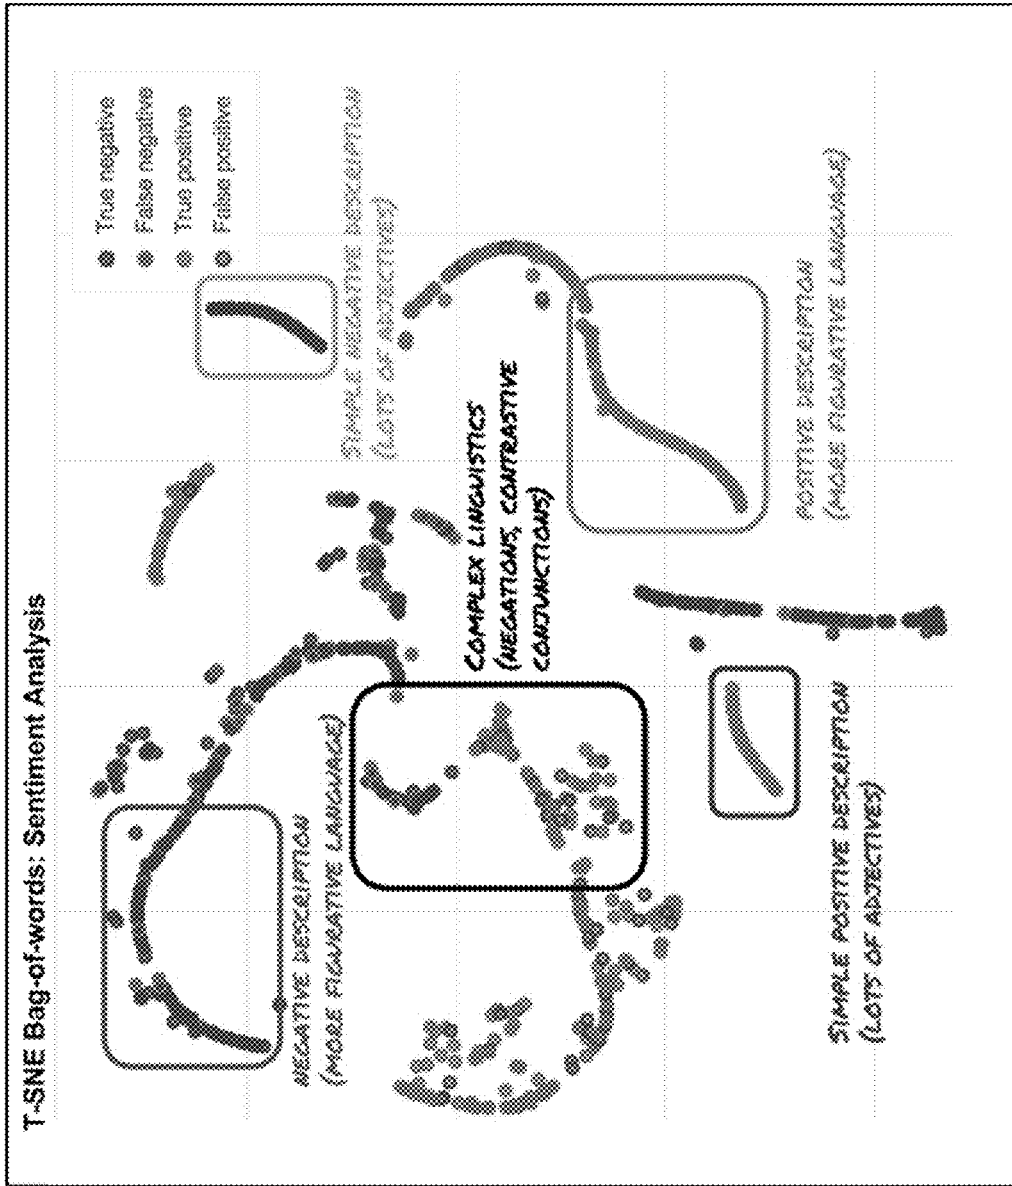 T-SNE Bag-of-words: Sentiment Analysis
True negative
False negative
True positive
False positive
SIMPLE NEGATIVE DESCRIPTION
(LOTS OF ADJECTIVES)
NEGATIVE DESCRIPTION
(MORE FIGURATIVE LANGUAGE)
COMPLEX LINGUISTICS
(NEGATIONS, CONTRASTIVE
CONJUNCTIONS)
POSITIVE DESCRIPTION
(MORE FIGURATIVE LANGUAGE)
SIMPLE POSITIVE DESCRIPTION
(LOTS OF ADJECTIVES)